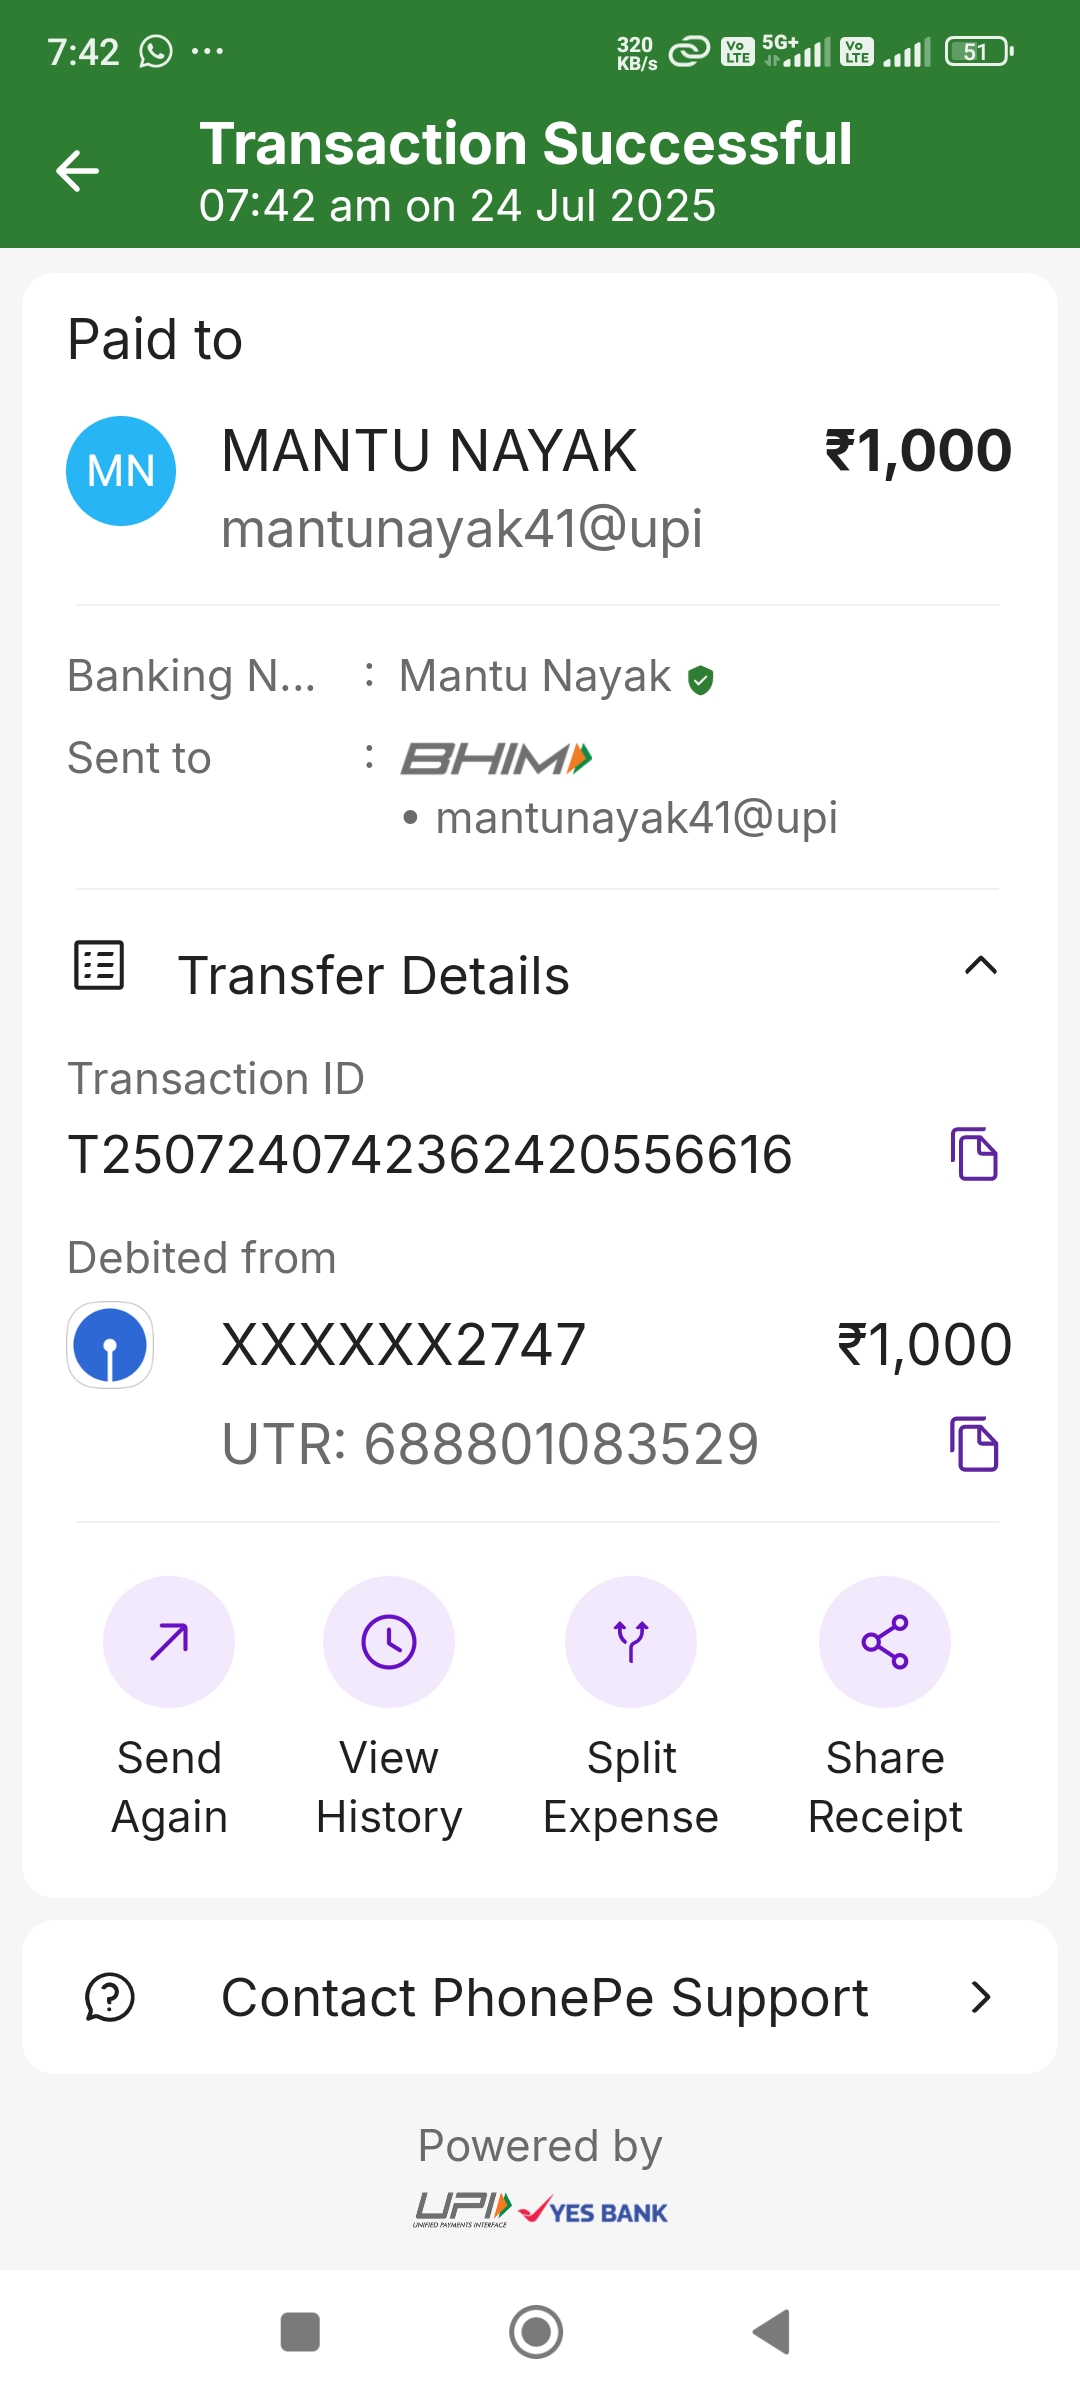 7:42 ... 320 KB/s Vo LTE 5G+ Vo LTE 51
Transaction Successful
07:42 am on 24 Jul 2025
Paid to
MN MANTU NAYAK ₹1,000
mantunayak41@upi
Banking N... : Mantu Nayak
Sent to : BHIM
• mantunayak41@upi
Transfer Details
Transaction ID
T2507240742362420556616
Debited from
XXXXXX2747 ₹1,000
UTR: 688801083529
Send Again
View History
Split Expense
Share Receipt
Contact PhonePe Support
Powered by
UPI YES BANK
UNIFIED PAYMENTS INTERFACE